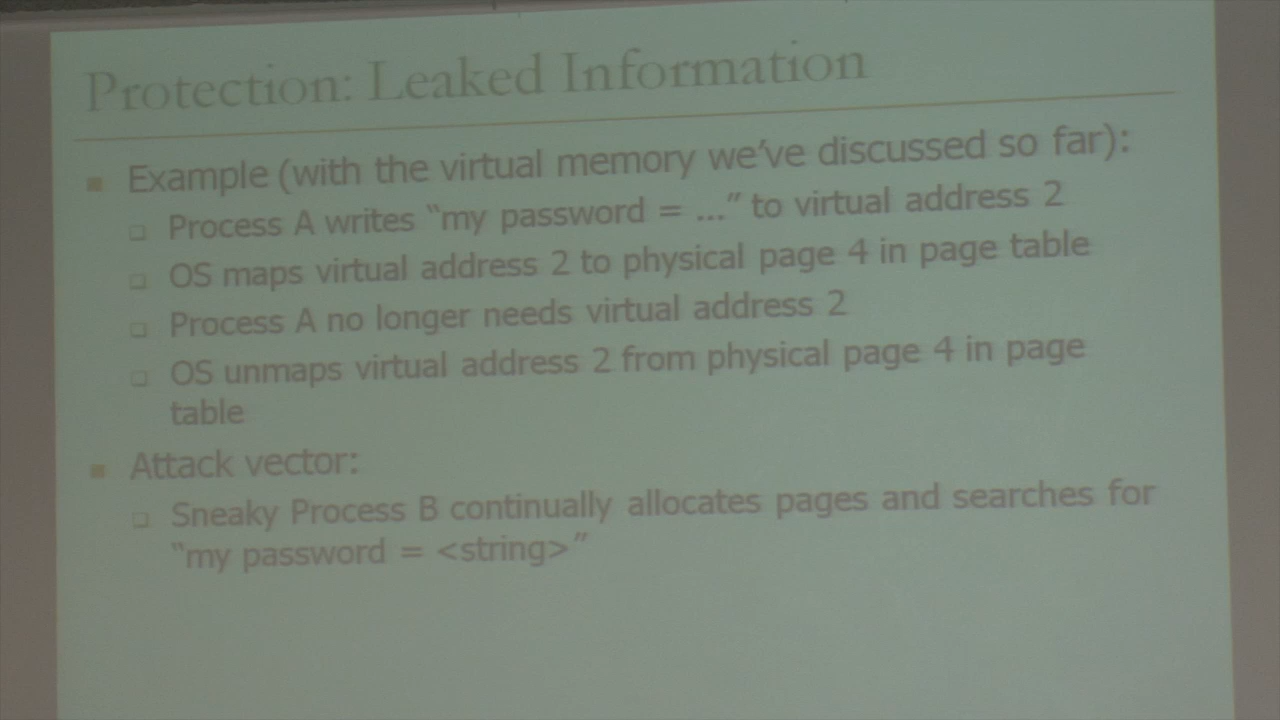 Protection: Leaked Information
Example (with the virtual memory we’ve discussed so far):
Process A writes “my password = ...” to virtual address 2
OS maps virtual address 2 to physical page 4 in page table
Process A no longer needs virtual address 2
OS unmaps virtual address 2 from physical page 4 in page
table
Attack vector:
Sneaky Process B continually allocates pages and searches for
“my password = <string>”